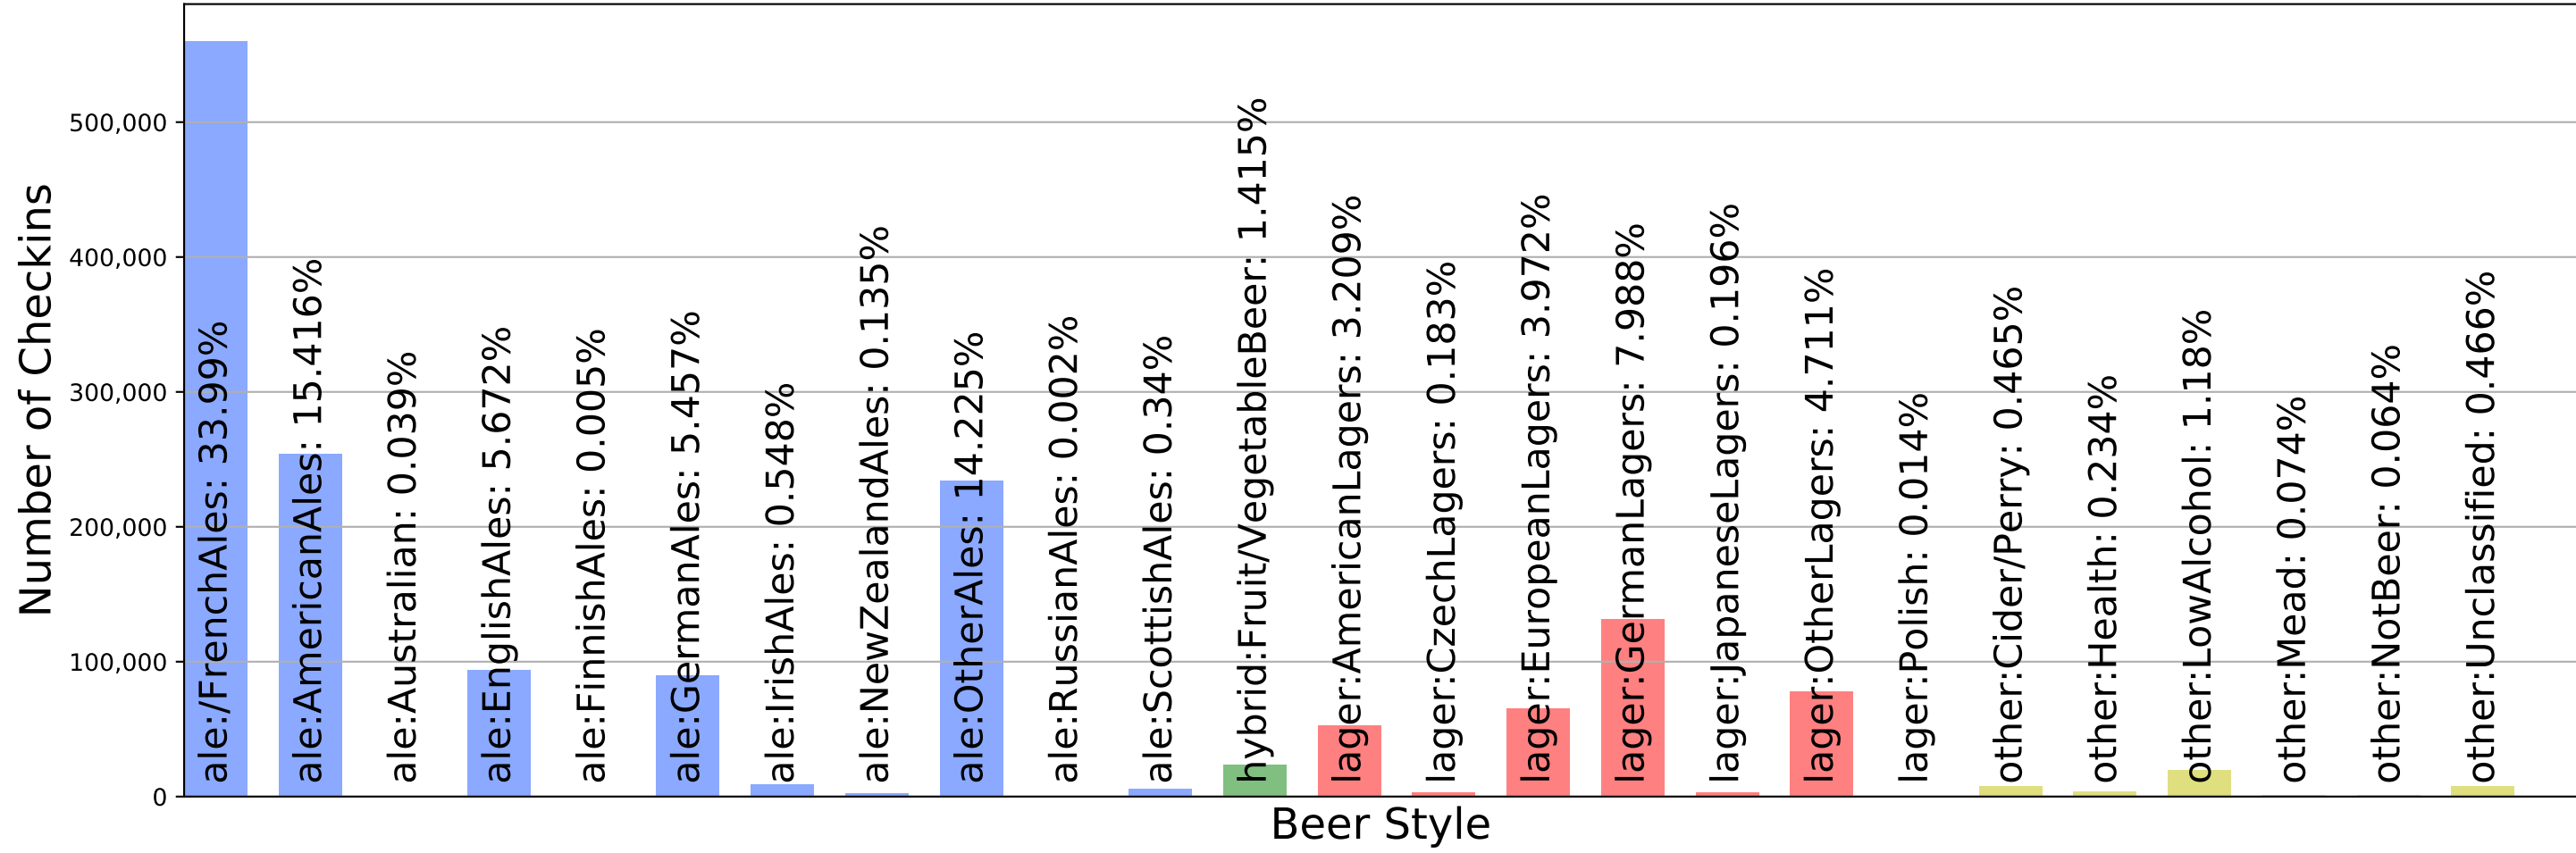 Number of Checkins
500,000
400,000
300,000
200,000
100,000
0
ale:/FrenchAles: 33.99%
ale:AmericanAles: 15.416%
ale:Australian: 0.039%
ale:EnglishAles: 5.672%
ale:FinnishAles: 0.005%
ale:GermanAles: 5.457%
ale:IrishAles: 0.548%
ale:NewZealandAles: 0.135%
ale:OtherAles: 14.225%
ale:RussianAles: 0.002%
ale:ScottishAles: 0.34%
hybrid:Fruit/VegetableBeer: 1.415%
lager:AmericanLagers: 3.209%
lager:CzechLagers: 0.183%
lager:EuropeanLagers: 3.972%
lager:GermanLagers: 7.988%
lager:JapaneseLagers: 0.196%
lager:OtherLagers: 4.711%
lager:Polish: 0.014%
other:Cider/Perry: 0.465%
other:Health: 0.234%
other:LowAlcohol: 1.18%
other:Mead: 0.074%
other:NotBeer: 0.064%
other:Unclassified: 0.466%
Beer Style